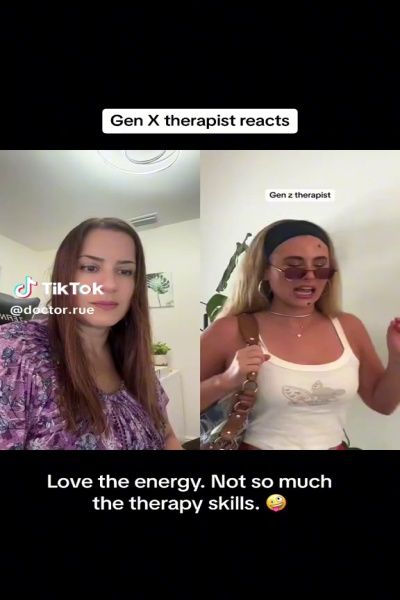 Gen X therapist reacts
Gen z therapist
TikTok
@doctor.rue
Love the energy. Not so much
the therapy skills. 🤪